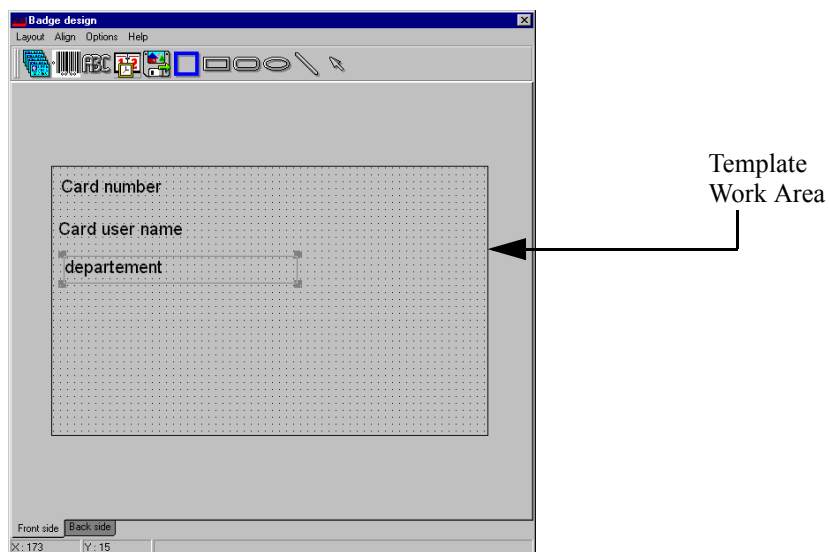 Badge design
Layout Align Options Help
ABC
Card number
Card user name
departement
Template
Work Area
Front side Back side
X: 173 Y: 15